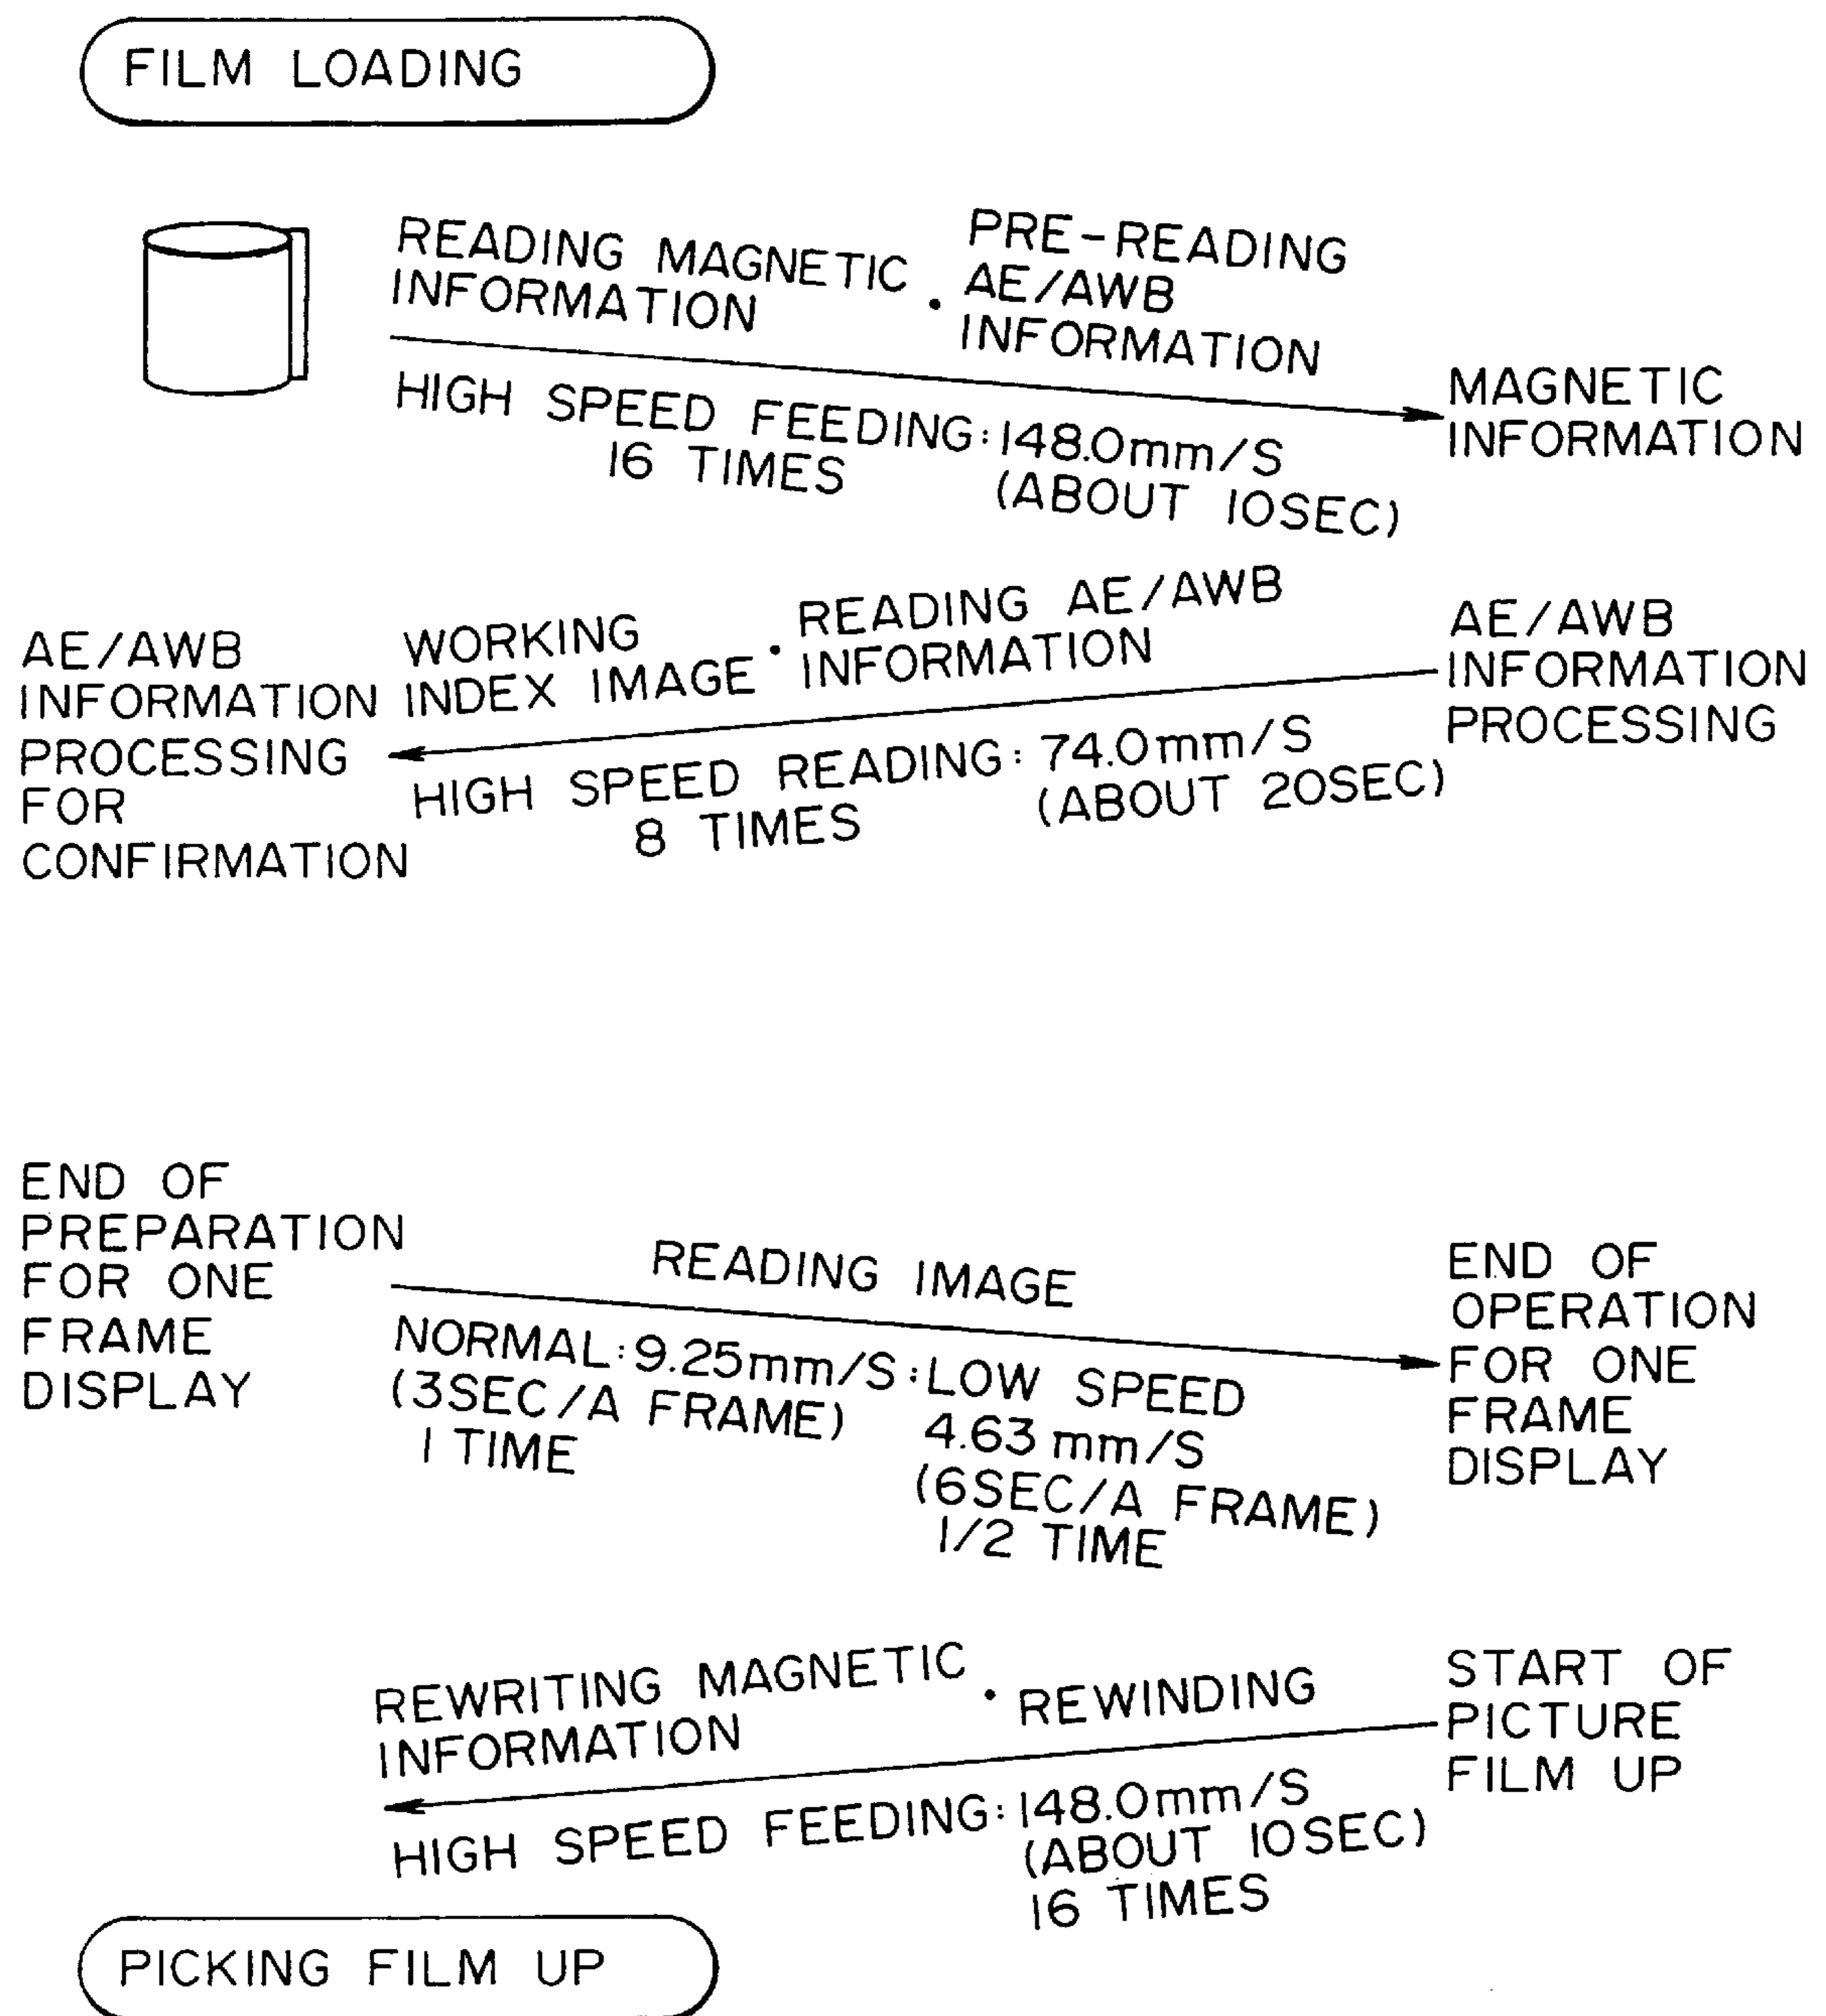 FILM LOADING
READING MAGNETIC
INFORMATION
·
PRE-READING
AE/AWB
INFORMATION
HIGH SPEED FEEDING:148.0mm/S
16 TIMES
(ABOUT 10SEC)
MAGNETIC
INFORMATION
AE/AWB
INFORMATION
PROCESSING
FOR
CONFIRMATION
WORKING
INDEX IMAGE
·
READING AE/AWB
INFORMATION
HIGH SPEED READING: 74.0mm/S
8 TIMES
(ABOUT 20SEC)
AE/AWB
INFORMATION
PROCESSING
END OF
PREPARATION
FOR ONE
FRAME
DISPLAY
READING IMAGE
NORMAL:9.25mm/S:LOW SPEED
(3SEC/A FRAME)
1 TIME
4.63 mm/S
(6SEC/A FRAME)
1/2 TIME
END OF
OPERATION
FOR ONE
FRAME
DISPLAY
REWRITING MAGNETIC
INFORMATION
· REWINDING
HIGH SPEED FEEDING:148.0mm/S
(ABOUT 10SEC)
16 TIMES
START OF
PICTURE
FILM UP
PICKING FILM UP